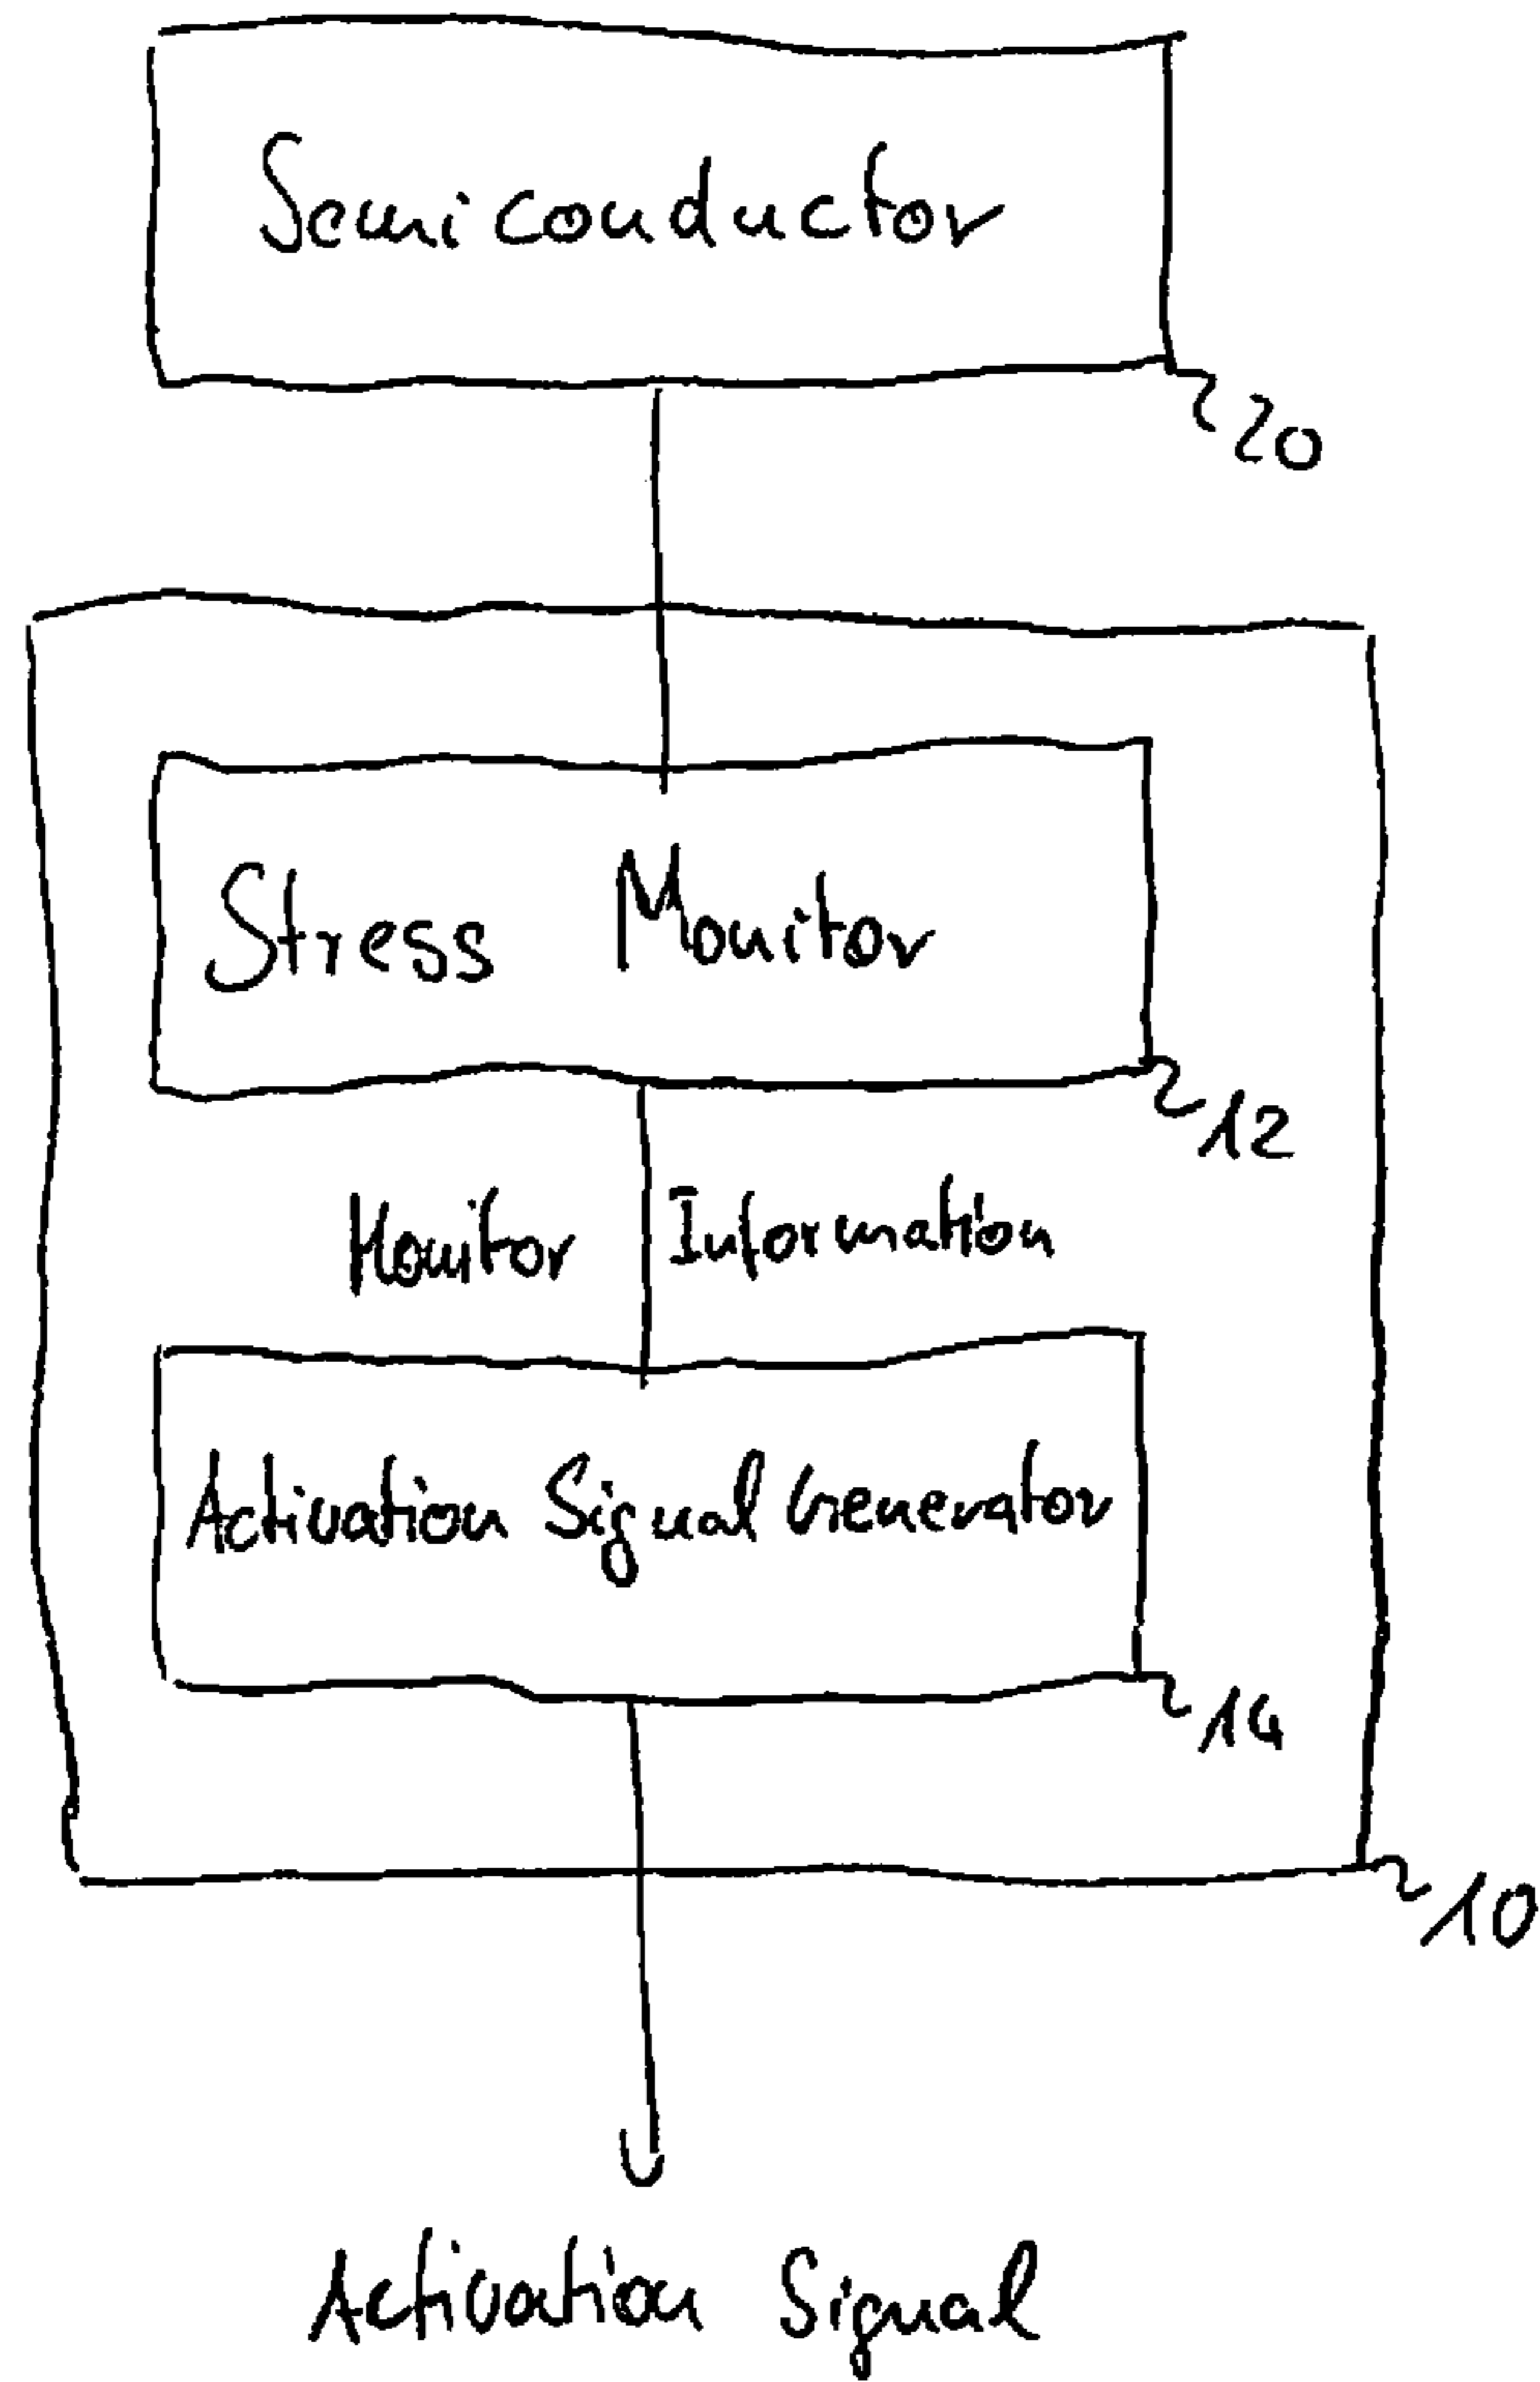 Semiconductor
20
Stress Monitor
12
Monitor Information
Activation Signal Generator
14
10
Activation Signal